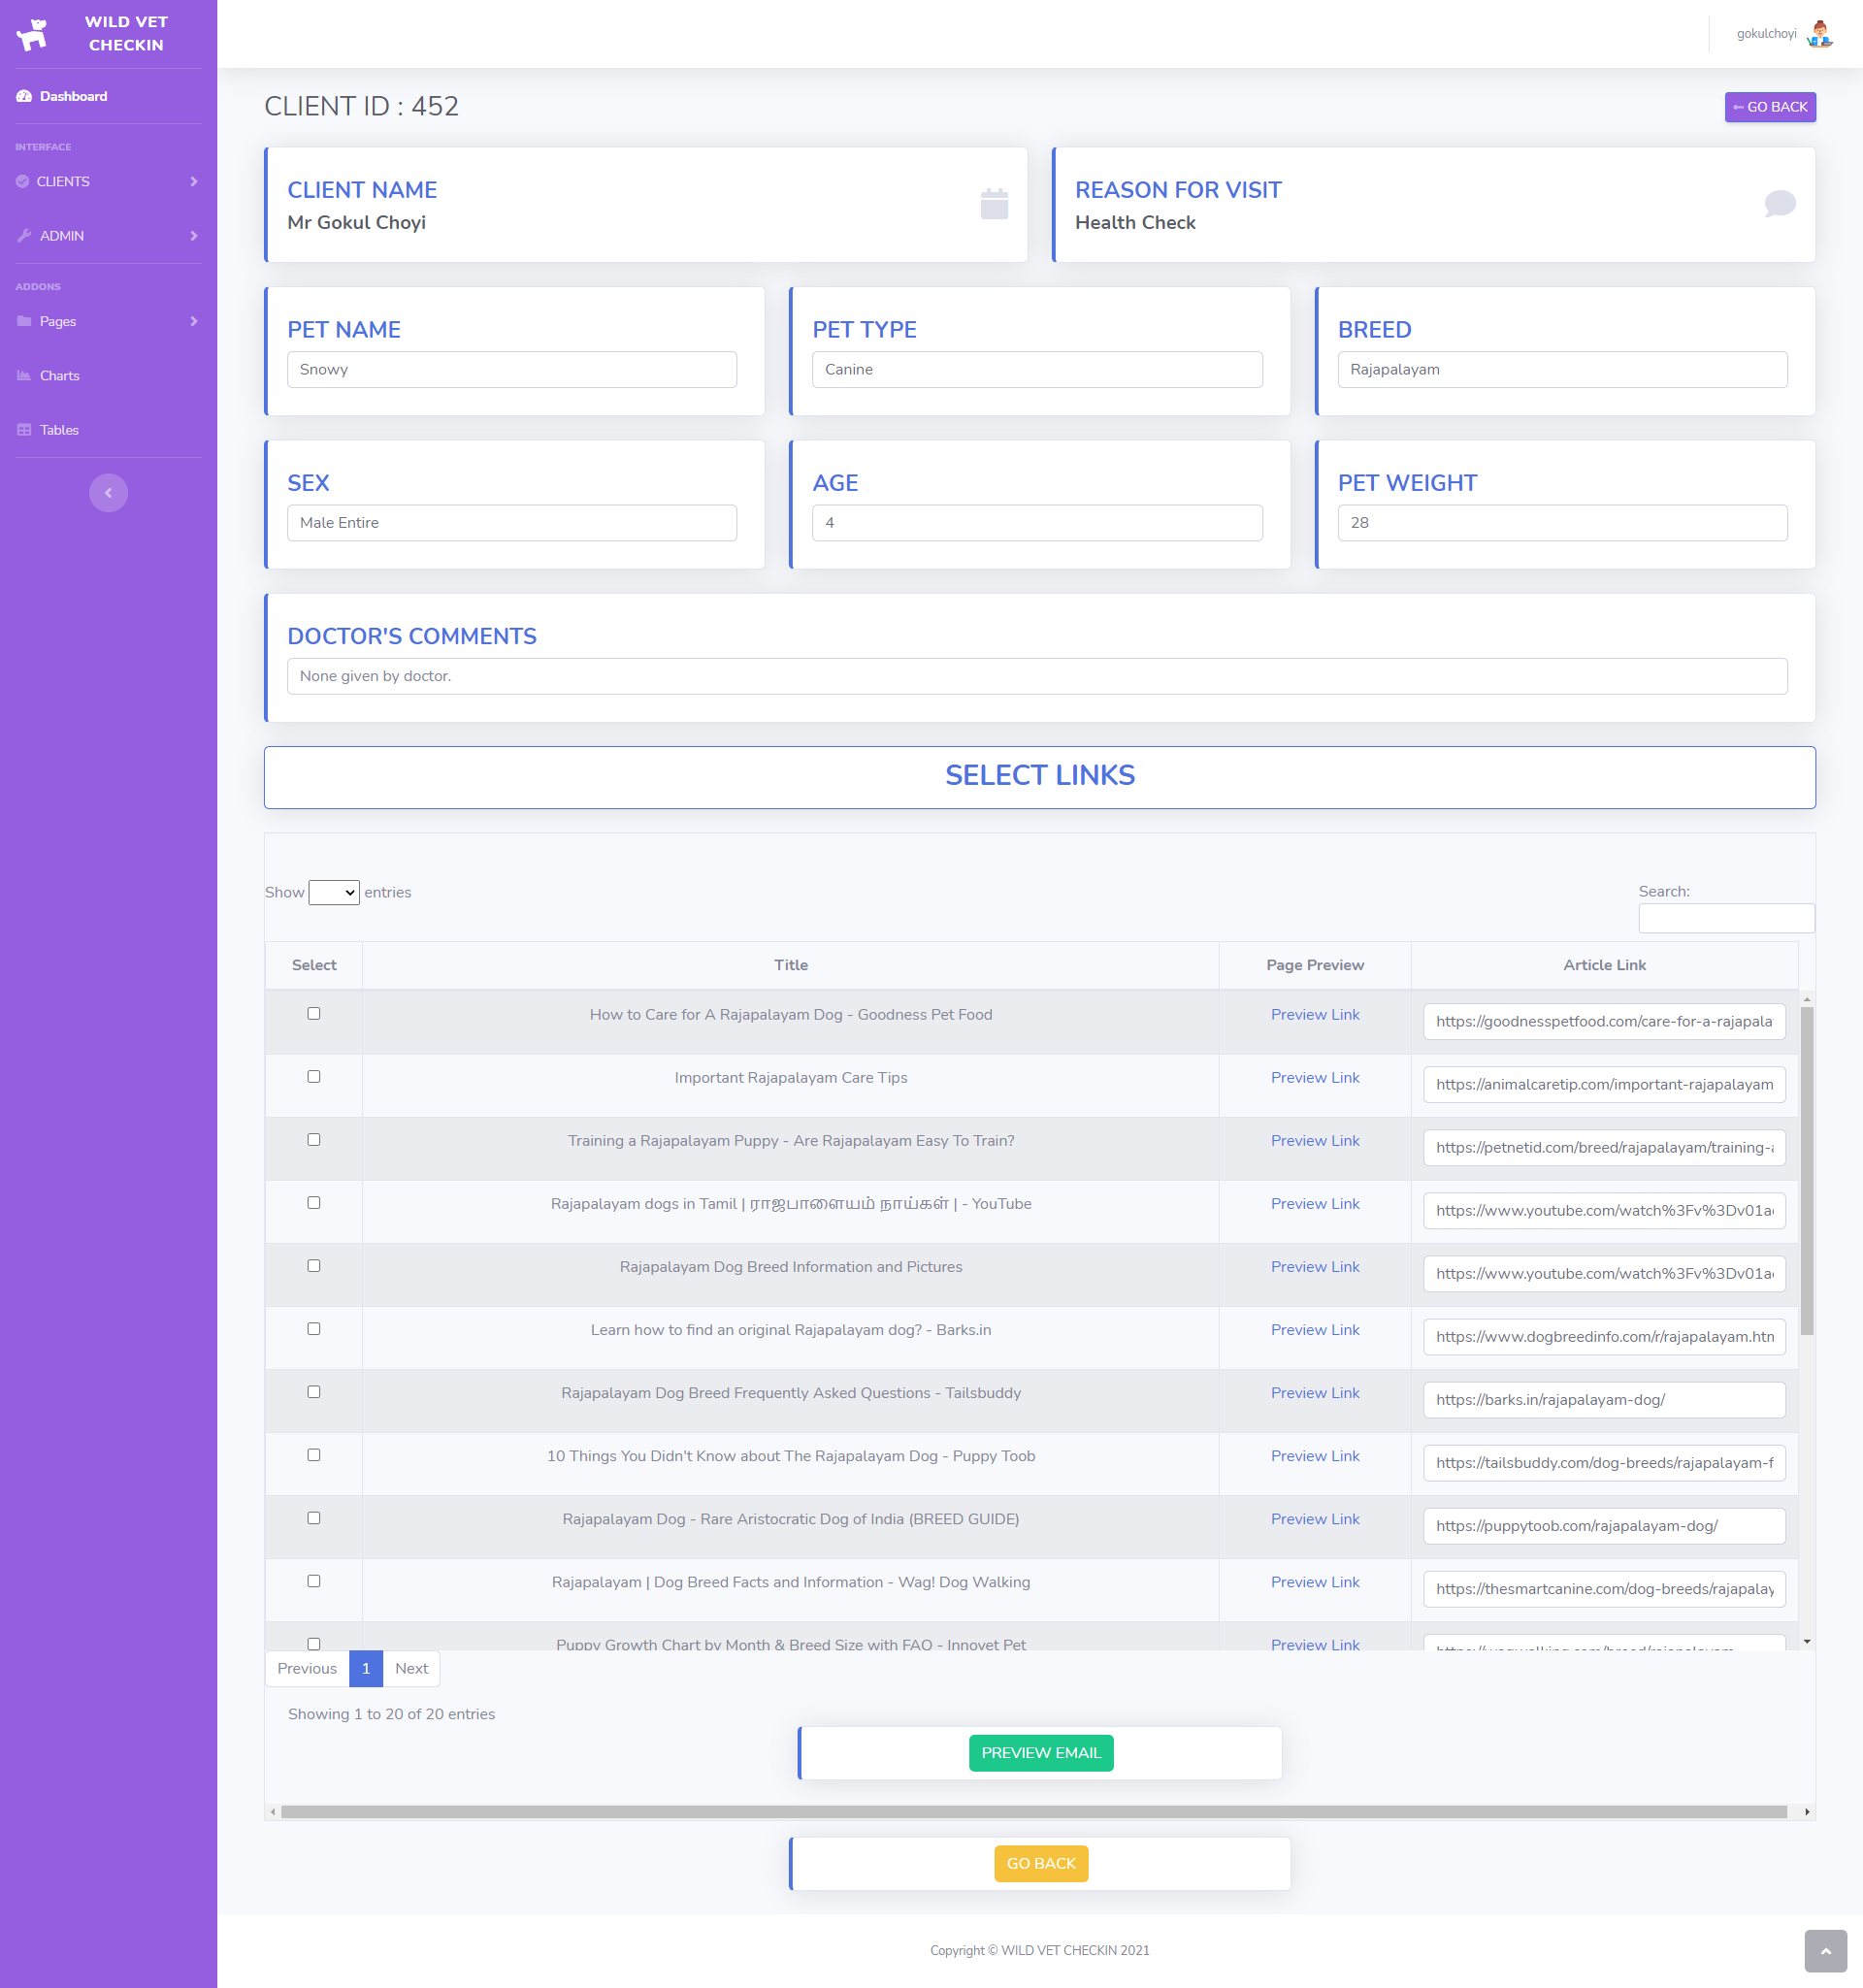 WILD VET
CHECKIN
Dashboard
INTERFACE
CLIENTS
ADMIN
ADDONS
Pages
Charts
Tables
gokulchoyi
CLIENT ID : 452
GO BACK
CLIENT NAME
Mr Gokul Choyi
REASON FOR VISIT
Health Check
PET NAME
Snowy
PET TYPE
Canine
BREED
Rajapalayam
SEX
Male Entire
AGE
4
PET WEIGHT
28
DOCTOR'S COMMENTS
None given by doctor.
SELECT LINKS
Show entries
Search:
Select Title Page Preview Article Link
How to Care for A Rajapalayam Dog - Goodness Pet Food Preview Link https://goodnesspetfood.com/care-for-a-rajapala
Important Rajapalayam Care Tips Preview Link https://animalcaretip.com/important-rajapalayam
Training a Rajapalayam Puppy - Are Rajapalayam Easy To Train? Preview Link https://petnetid.com/breed/rajapalayam/training-a
Rajapalayam dogs in Tamil | ராஜபாளையம் நாய்கள் | - YouTube Preview Link https://www.youtube.com/watch%3Fv%3Dv01a
Rajapalayam Dog Breed Information and Pictures Preview Link https://www.youtube.com/watch%3Fv%3Dv01a
Learn how to find an original Rajapalayam dog? - Barks.in Preview Link https://www.dogbreedinfo.com/r/rajapalayam.htm
Rajapalayam Dog Breed Frequently Asked Questions - Tailsbuddy Preview Link https://barks.in/rajapalayam-dog/
10 Things You Didn't Know about The Rajapalayam Dog - Puppy Toob Preview Link https://tailsbuddy.com/dog-breeds/rajapalayam-f
Rajapalayam Dog - Rare Aristocratic Dog of India (BREED GUIDE) Preview Link https://puppytoob.com/rajapalayam-dog/
Rajapalayam | Dog Breed Facts and Information - Wag! Dog Walking Preview Link https://thesmartcanine.com/dog-breeds/rajapalay
Puppy Growth Chart by Month & Breed Size with FAQ - Innovet Pet Preview Link
Previous 1 Next
Showing 1 to 20 of 20 entries
PREVIEW EMAIL
GO BACK
Copyright © WILD VET CHECKIN 2021